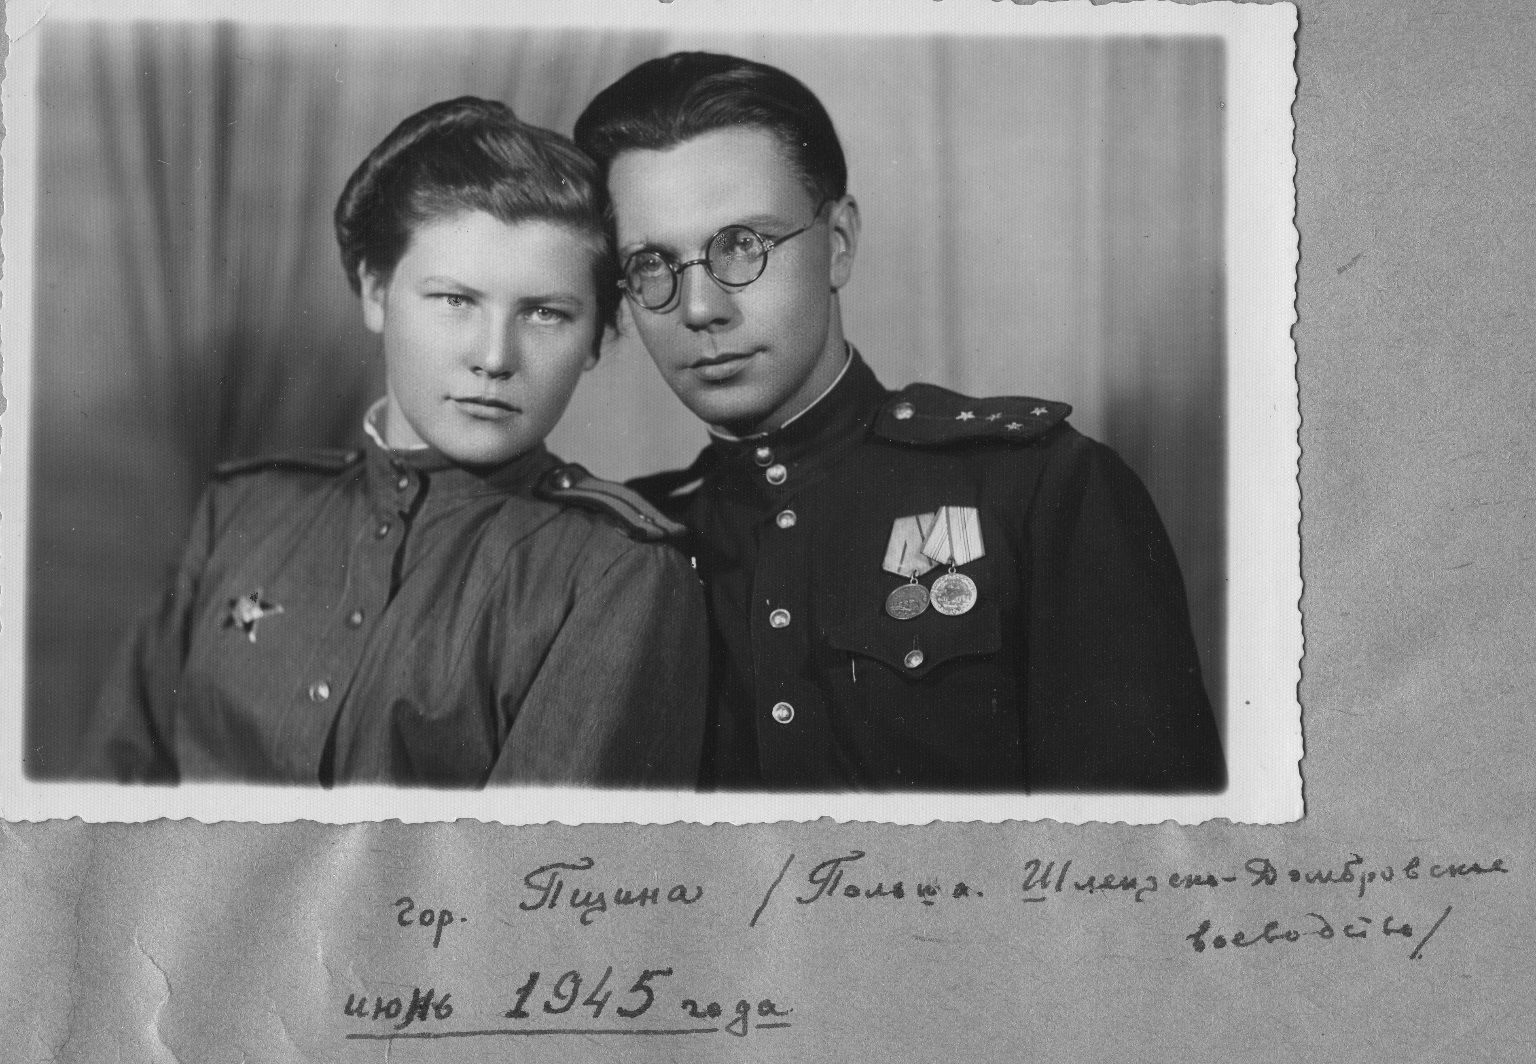 гор. Пщина /Польша. Шлензско-Домбровское
воеводство/
июнь 1945 года